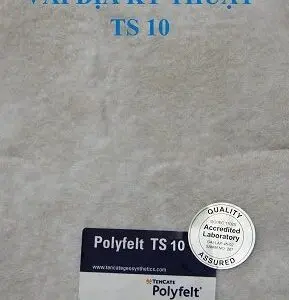 VẢI ĐỊA KỸ THUẬT
TS 10
Polyfelt TS 10
www.tencategeosynthetics.com
TENCATE
Polyfelt
QUALITY
Accredited
Laboratory
ASSURED